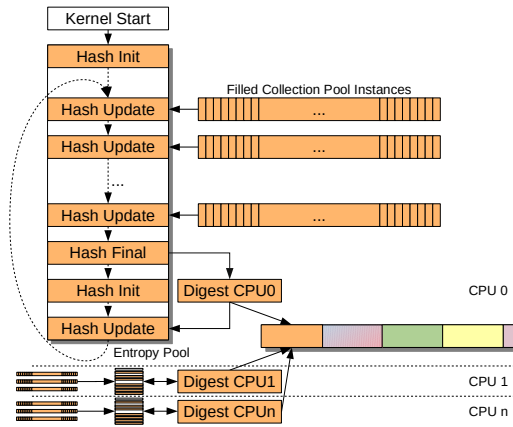 Kernel Start
Hash Init
Filled Collection Pool Instances
Hash Update
...
Hash Update
...
...
Hash Update
...
Hash Final
Hash Init
Digest CPU0
CPU 0
Hash Update
Entropy Pool
Digest CPU1
CPU 1
Digest CPUn
CPU n